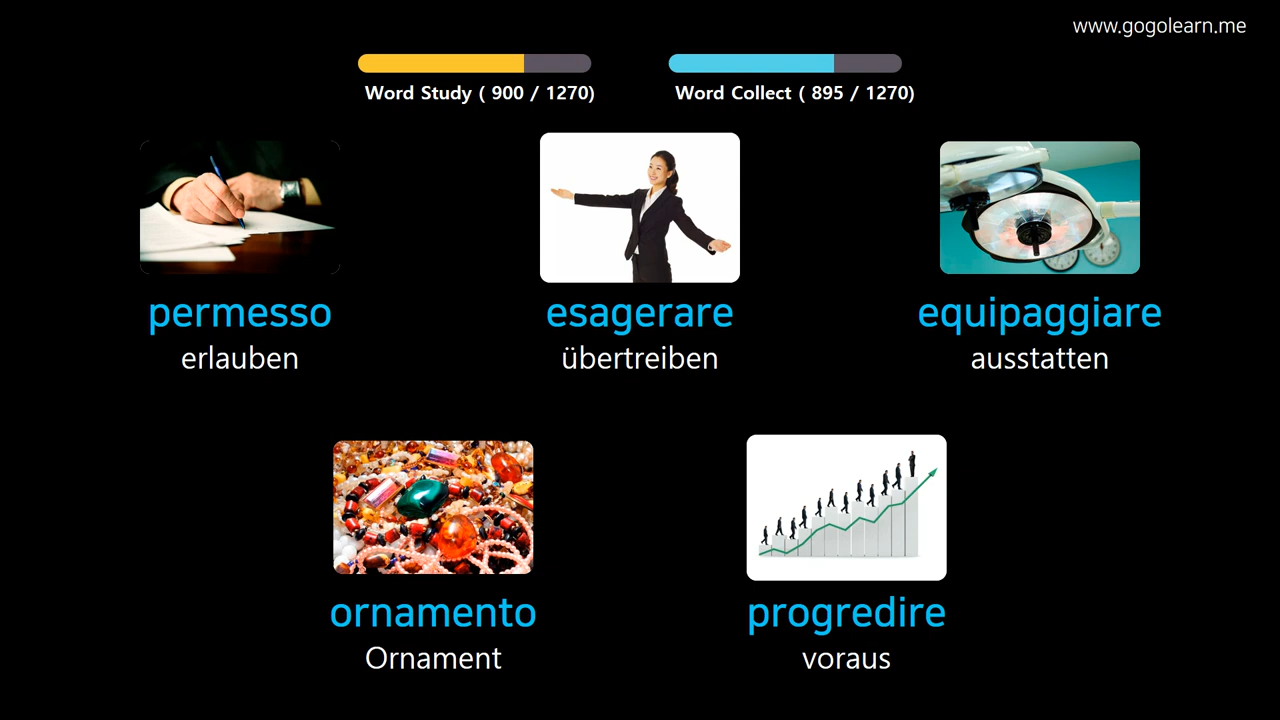 www.gogolearn.me
Word Study ( 900 / 1270)
Word Collect ( 895 / 1270)
permesso
erlauben
esagerare
übertreiben
equipaggiare
ausstatten
ornamento
Ornament
progredire
voraus